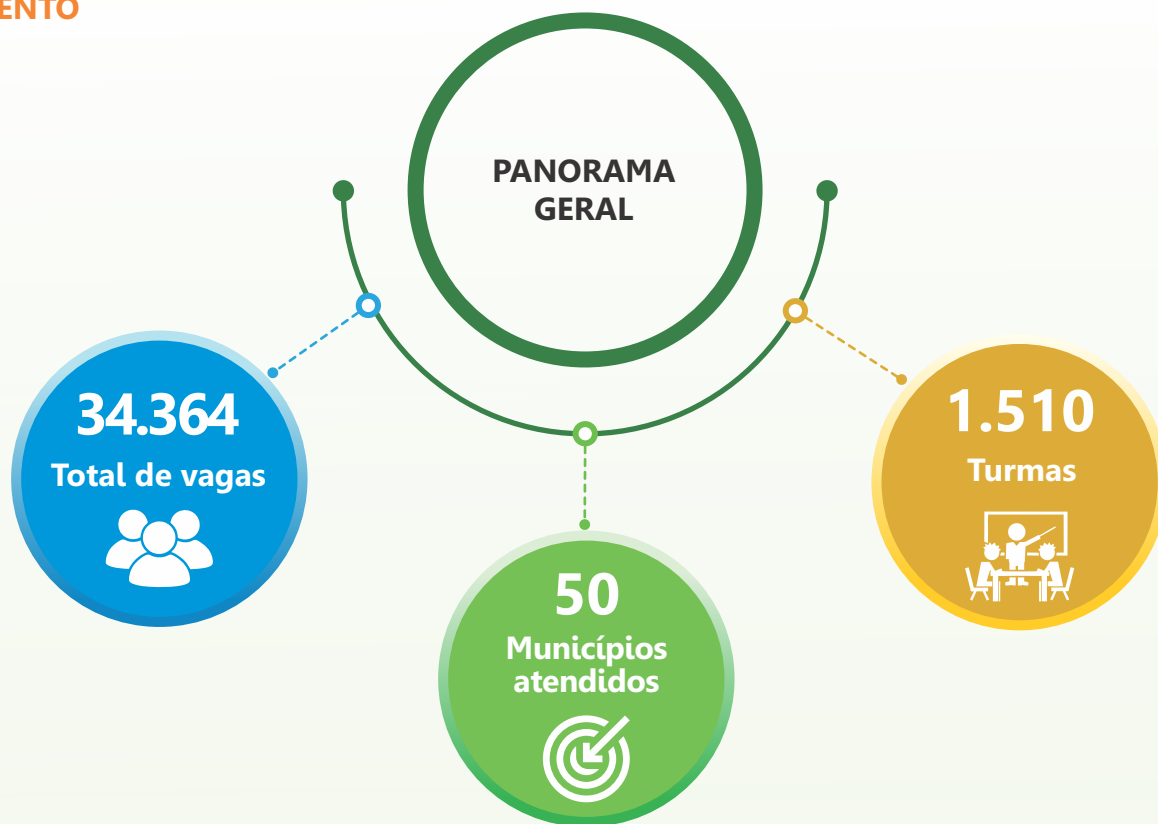 ENTO
PANORAMA
GERAL
34.364
Total de vagas
50
Municípios
atendidos
1.510
Turmas